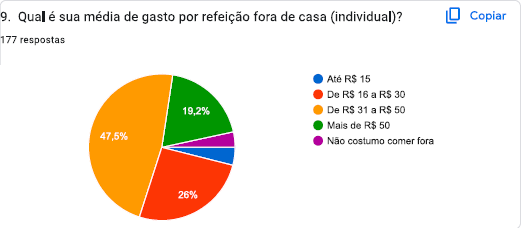 9. Qual é sua média de gasto por refeição fora de casa (individual)?
Copiar
177 respostas
Até R$ 15
De R$ 16 a R$ 30
De R$ 31 a R$ 50
Mais de R$ 50
Não costumo comer fora
19,2%
47,5%
26%